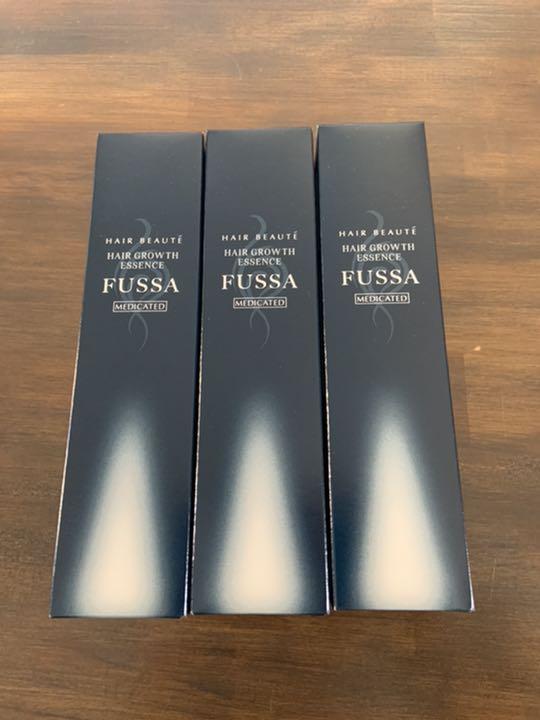 HAIR BEAUTÉ
HAIR GROWTH
ESSENCE
FUSSA
MEDICATED
HAIR BEAUTÉ
HAIR GROWTH
ESSENCE
FUSSA
MEDICATED
HAIR BEAUTÉ
HAIR GROWTH
ESSENCE
FUSSA
MEDICATED